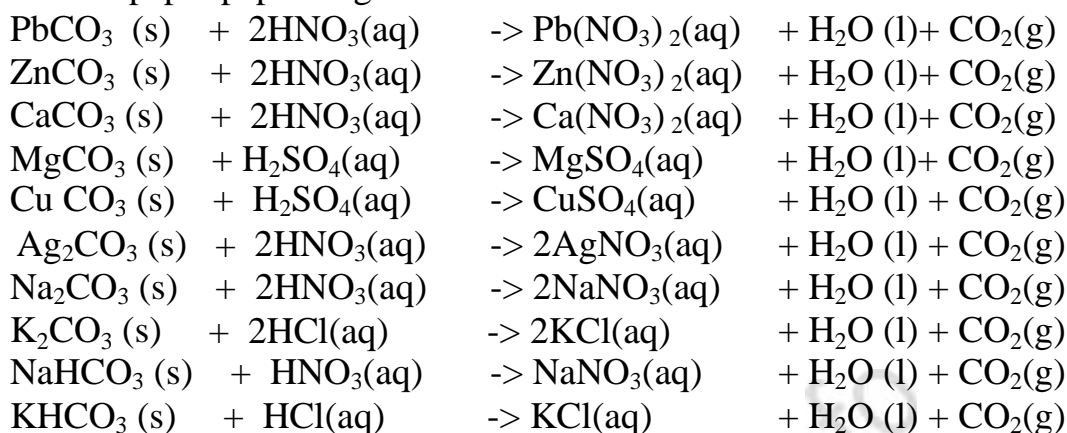 PbCO₃ (s) + 2HNO₃(aq) -> Pb(NO₃) ₂(aq) + H₂O (l)+ CO₂(g)
ZnCO₃ (s) + 2HNO₃(aq) -> Zn(NO₃) ₂(aq) + H₂O (l)+ CO₂(g)
CaCO₃ (s) + 2HNO₃(aq) -> Ca(NO₃) ₂(aq) + H₂O (l)+ CO₂(g)
MgCO₃ (s) + H₂SO₄(aq) -> MgSO₄(aq) + H₂O (l)+ CO₂(g)
Cu CO₃ (s) + H₂SO₄(aq) -> CuSO₄(aq) + H₂O (l) + CO₂(g)
Ag₂CO₃ (s) + 2HNO₃(aq) -> 2AgNO₃(aq) + H₂O (l) + CO₂(g)
Na₂CO₃ (s) + 2HNO₃(aq) -> 2NaNO₃(aq) + H₂O (l) + CO₂(g)
K₂CO₃ (s) + 2HCl(aq) -> 2KCl(aq) + H₂O (l) + CO₂(g)
NaHCO₃ (s) + HNO₃(aq) -> NaNO₃(aq) + H₂O (l) + CO₂(g)
KHCO₃ (s) + HCl(aq) -> KCl(aq) + H₂O (l) + CO₂(g)